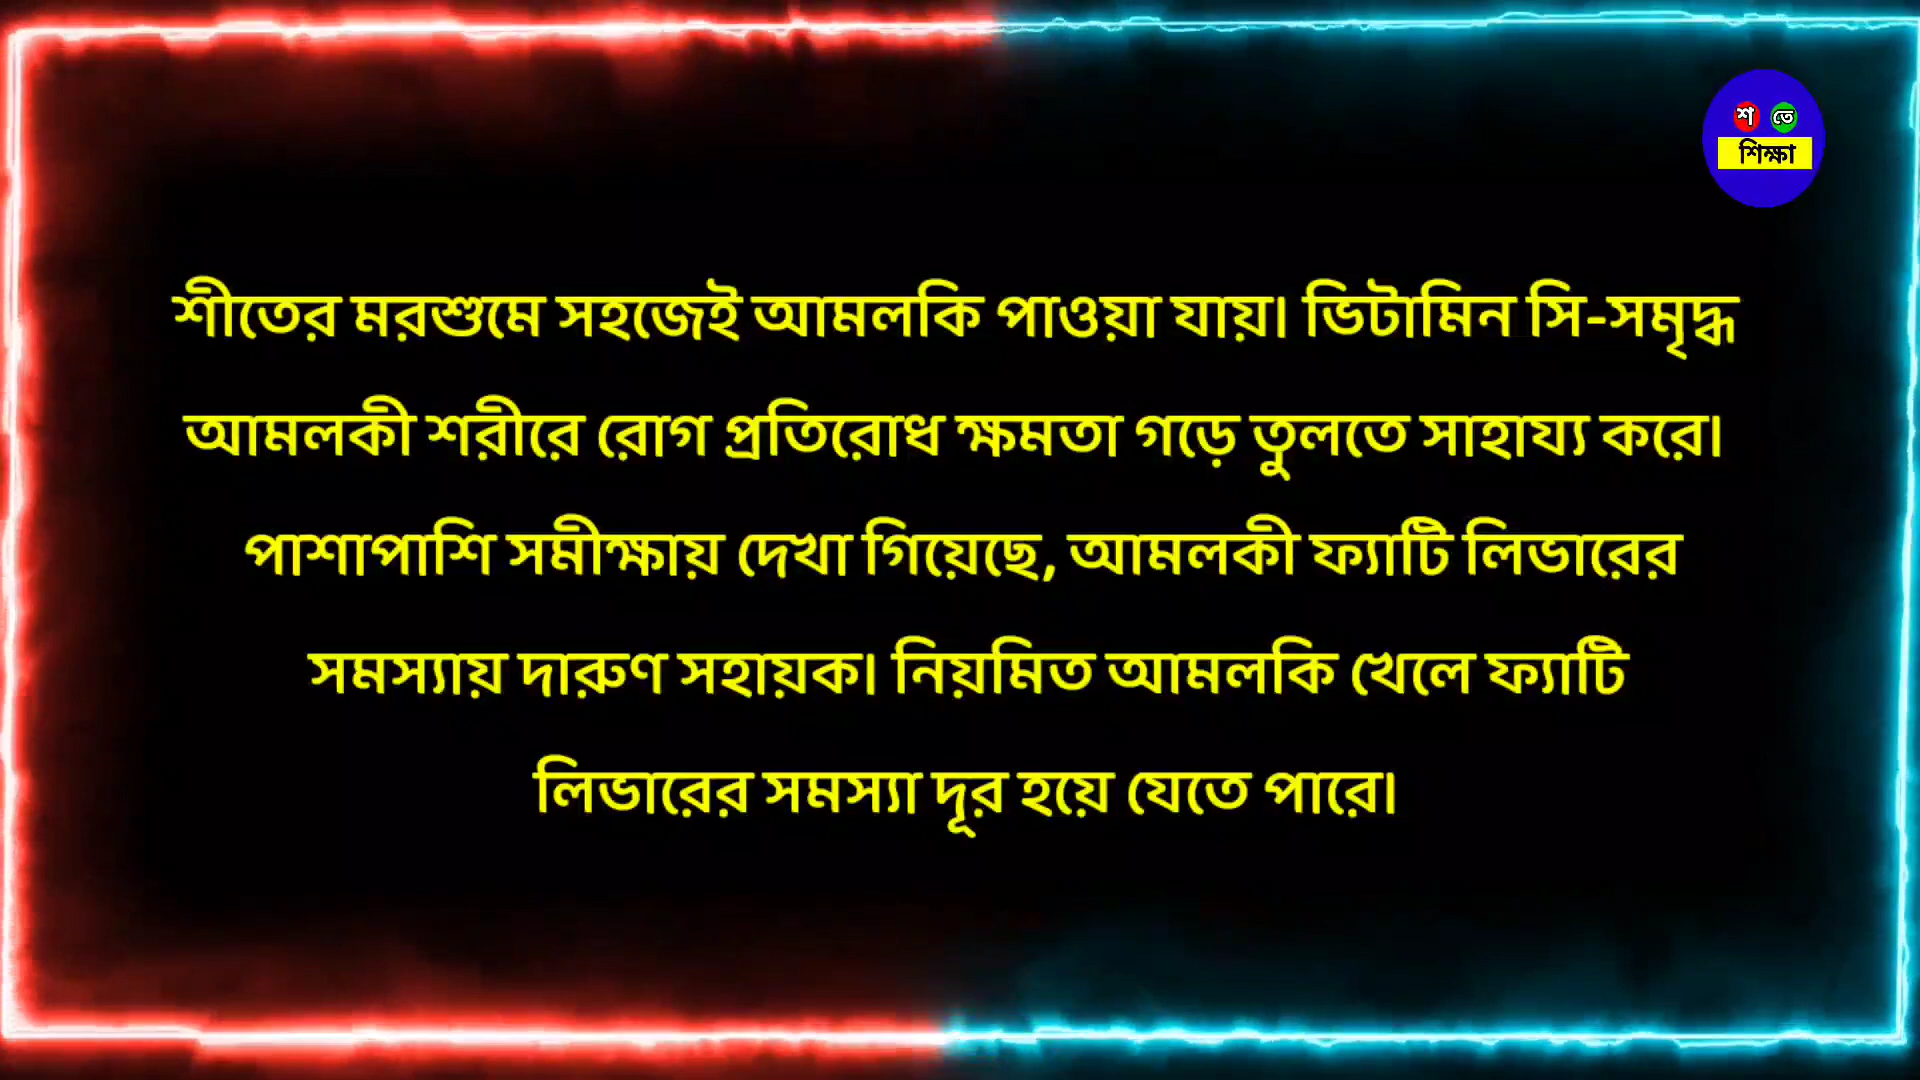 শ তে
শিক্ষা
শীতের মরশুমে সহজেই আমলকি পাওয়া যায়। ভিটামিন সি-সমৃদ্ধ
আমলকী শরীরে রোগ প্রতিরোধ ক্ষমতা গড়ে তুলতে সাহায্য করে।
পাশাপাশি সমীক্ষায় দেখা গিয়েছে, আমলকী ফ্যাটি লিভারের
সমস্যায় দারুণ সহায়ক। নিয়মিত আমলকি খেলে ফ্যাটি
লিভারের সমস্যা দূর হয়ে যেতে পারে।